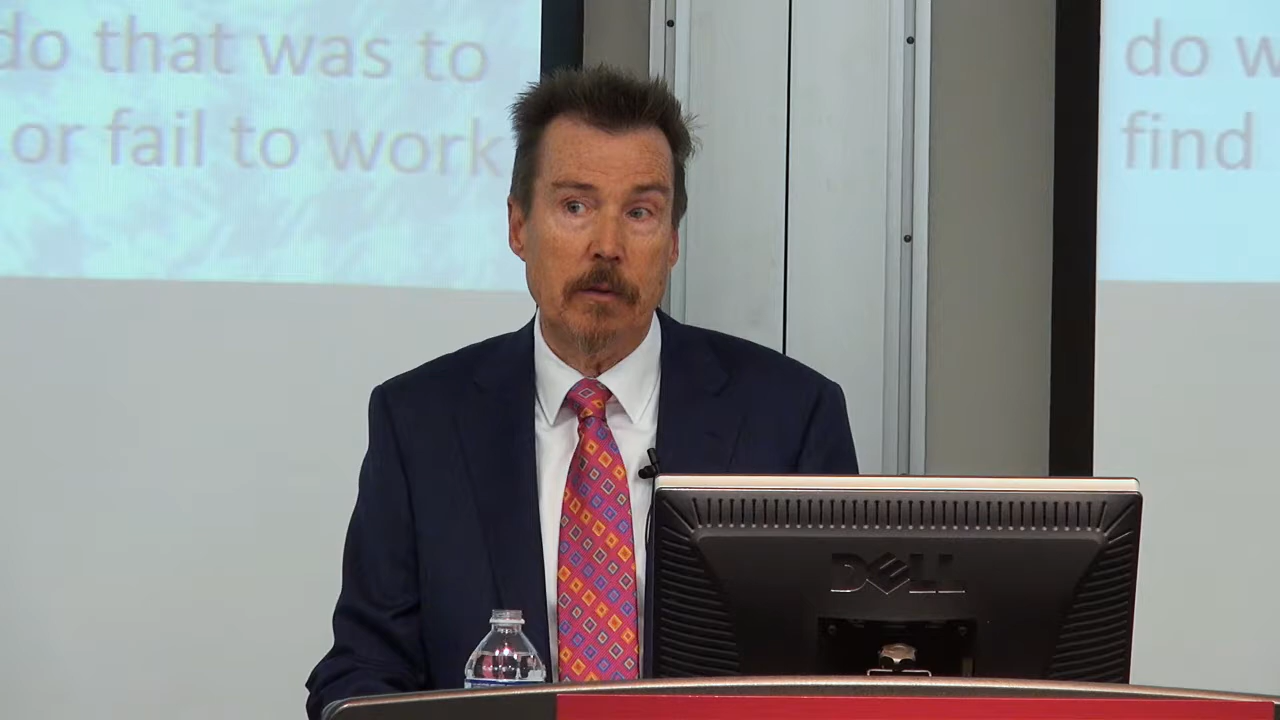 do that was to
or fail to work
do w
find
DELL